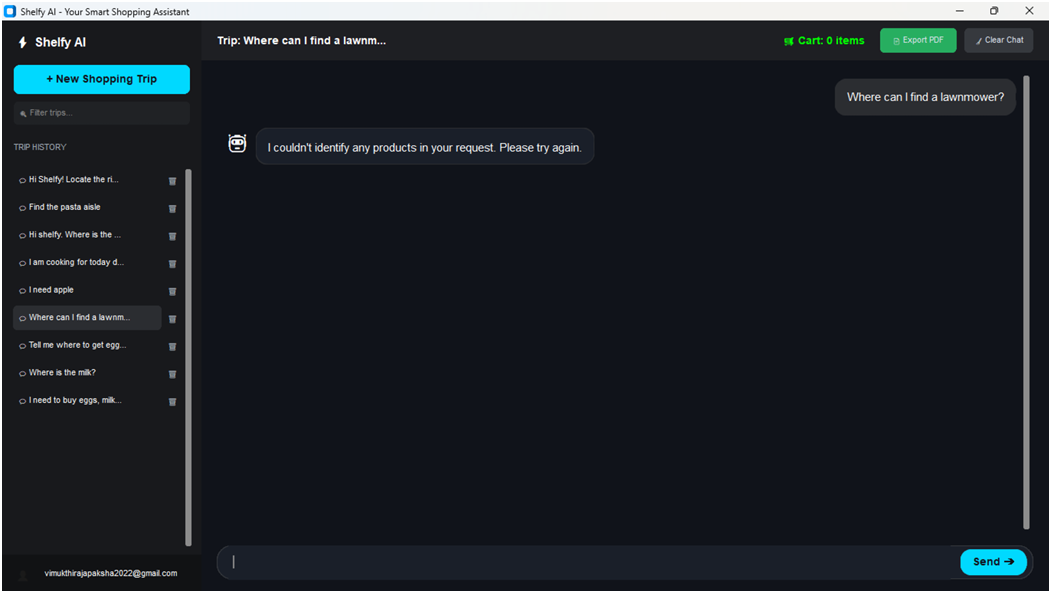 Shelfy AI - Your Smart Shopping Assistant
Shelfy AI
+ New Shopping Trip
Filter trips...
TRIP HISTORY
Hi Shelfy! Locate the ri...
Find the pasta aisle
Hi shelfy. Where is the ...
I am cooking for today d...
I need apple
Where can I find a lawnm...
Tell me where to get egg...
Where is the milk?
I need to buy eggs, milk...
vimukthirajapaksha2022@gmail.com
Trip: Where can I find a lawnm...
Cart: 0 items
Export PDF
Clear Chat
Where can I find a lawnmower?
I couldn't identify any products in your request. Please try again.
Send →